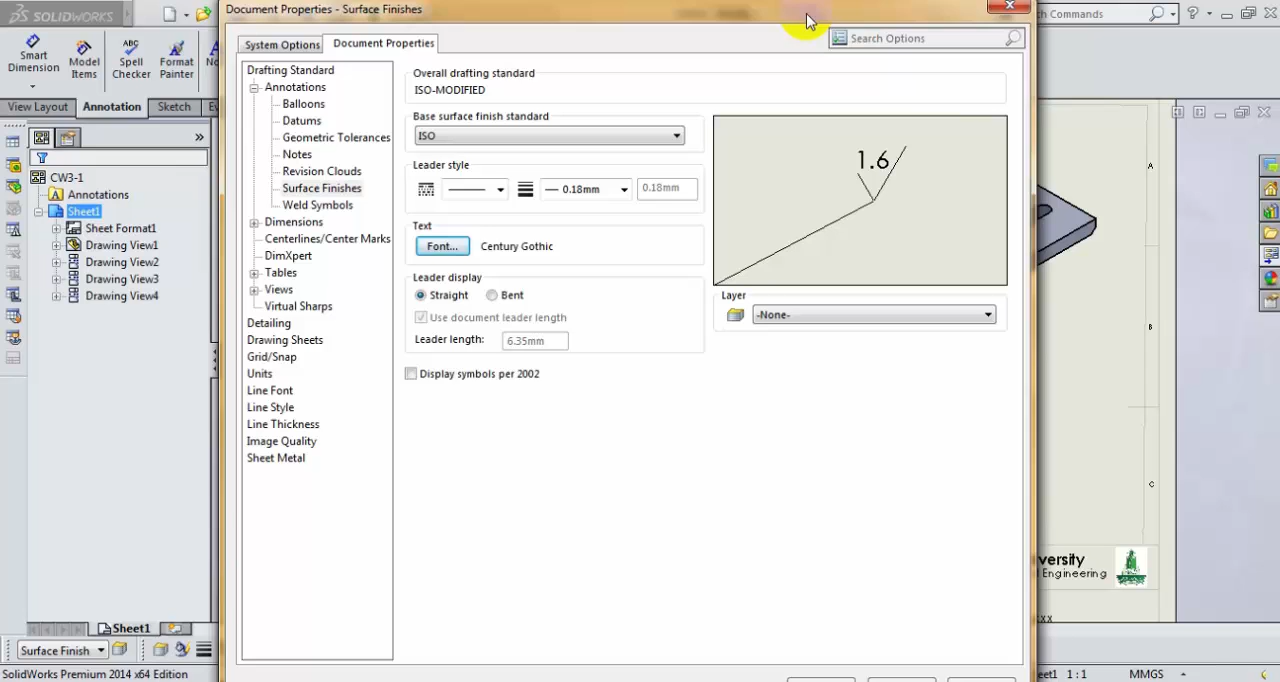 SOLIDWORKS
Document Properties - Surface Finishes
ch Commands
Smart
Dimension
Model
Items
Spell
Checker
Format
Painter
System Options
Document Properties
Search Options
View Layout
Annotation
Sketch
Drafting Standard
Annotations
Balloons
Datums
Geometric Tolerances
Notes
Revision Clouds
Surface Finishes
Weld Symbols
Dimensions
Centerlines/Center Marks
DimXpert
Tables
Views
Virtual Sharps
Detailing
Drawing Sheets
Grid/Snap
Units
Line Font
Line Style
Line Thickness
Image Quality
Sheet Metal
Overall drafting standard
ISO-MODIFIED
Base surface finish standard
ISO
Leader style
0.18mm
0.18mm
Text
Font...
Century Gothic
Leader display
Straight
Bent
Use document leader length
Leader length:
6.35mm
Display symbols per 2002
1.6
Layer
-None-
CW3-1
Annotations
Sheet1
Sheet Format1
Drawing View1
Drawing View2
Drawing View3
Drawing View4
A
B
C
versity
Engineering
XX
Sheet1
Surface Finish
SolidWorks Premium 2014 x64 Edition
eet1
1 : 1
MMGS